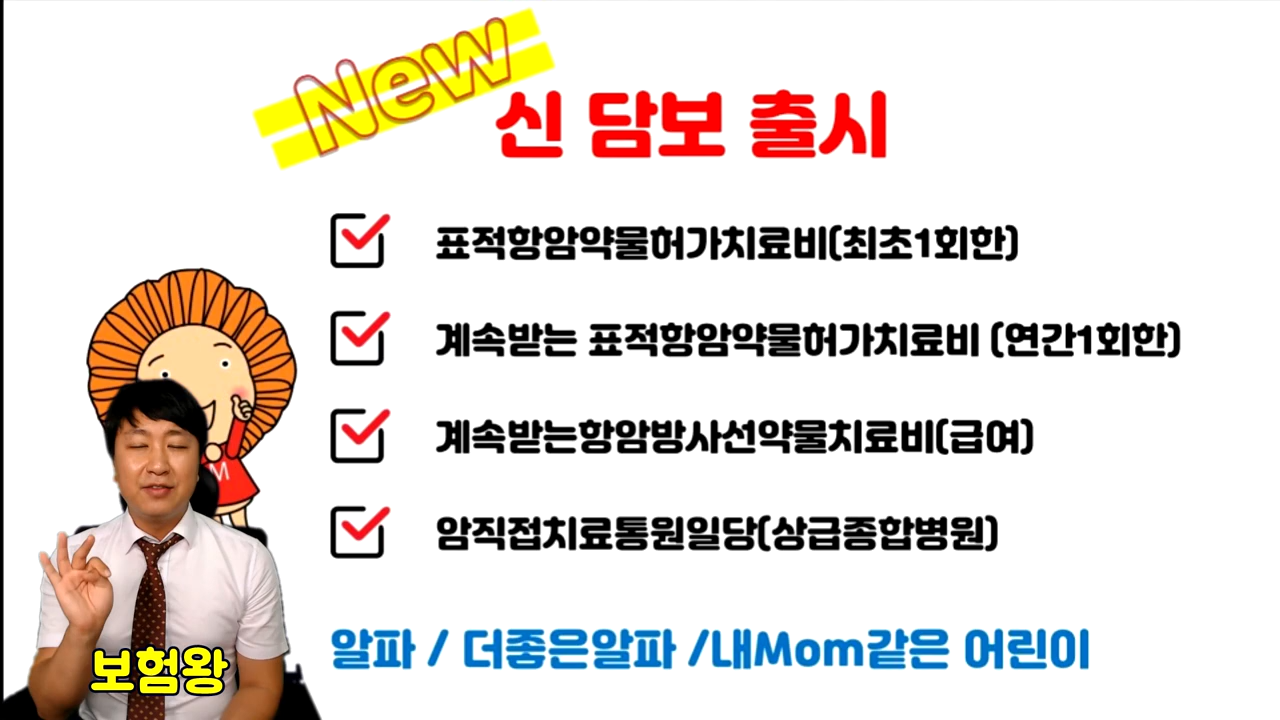 New
신 담보 출시
표적항암약물허가치료비(최초1회한)
계속받는 표적항암약물허가치료비 (연간1회한)
계속받는항암방사선약물치료비(급여)
암직접치료통원일당(상급종합병원)
M
보험왕
알파 / 더좋은알파 /내Mom같은 어린이